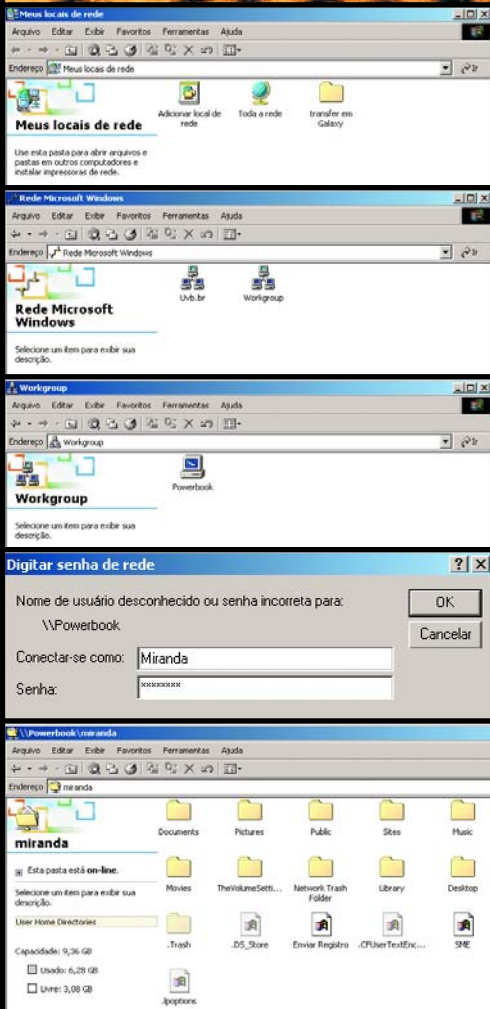 Meus locais de rede
Arquivo Editar Exibir Favoritos Ferramentas Ajuda
Endereço Meus locais de rede Ir
Adicionar local de rede
Toda a rede
transfer em Galaxy
Meus locais de rede
Use esta pasta para abrir arquivos e
pastas em outros computadores e
instalar impressoras de rede.
Rede Microsoft Windows
Arquivo Editar Exibir Favoritos Ferramentas Ajuda
Endereço Rede Microsoft Windows Ir
Uvb.br Workgroup
Rede Microsoft
Windows
Selecione um item para exibir sua
descrição.
Workgroup
Arquivo Editar Exibir Favoritos Ferramentas Ajuda
Endereço Workgroup Ir
Powerbook
Workgroup
Selecione um item para exibir sua
descrição.
Digitar senha de rede
Nome de usuário desconhecido ou senha incorreta para:
\\Powerbook
OK
Cancelar
Conectar-se como: Miranda
Senha: xxxxxxxx
\\Powerbook\miranda
Arquivo Editar Exibir Favoritos Ferramentas Ajuda
Endereço miranda
miranda
Esta pasta está on-line.
Selecione um item para exibir sua
descrição.
User Home Directories
Capacidade: 9,36 GB
Usado: 6,28 GB
Livre: 3,08 GB
Documents Pictures Public Sites Music
Movies TheVolumeSetti... Network Trash Folder Library Desktop
.Trash .DS_Store Enviar Registro .CFUserTextEnc... SME
.lpoptions